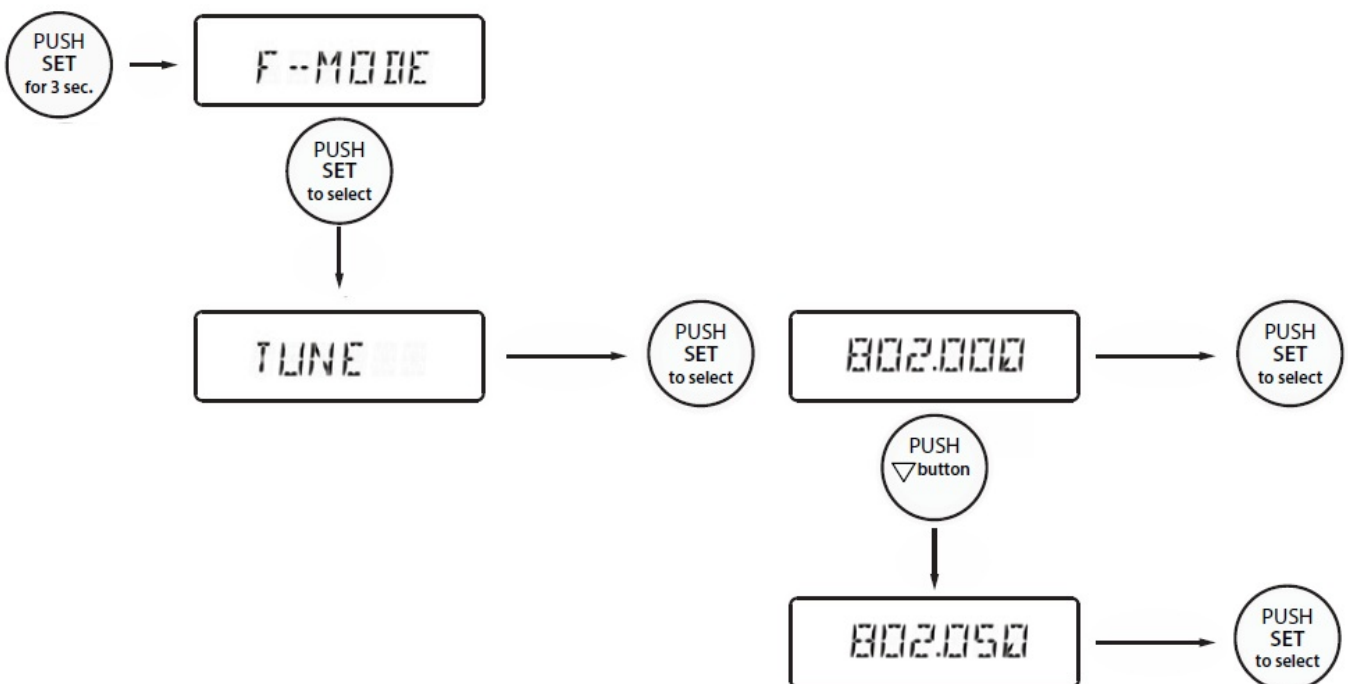 PUSH
SET
for 3 sec.
F--MODE
PUSH
SET
to select
TUNE
PUSH
SET
to select
802.000
PUSH
SET
to select
PUSH
▽button
802.050
PUSH
SET
to select